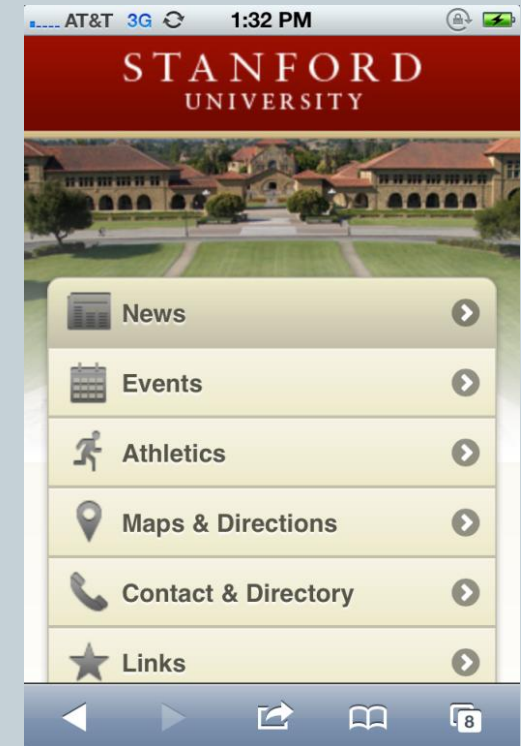 AT&T 3G 1:32 PM
STANFORD
UNIVERSITY
News
Events
Athletics
Maps & Directions
Contact & Directory
Links
8